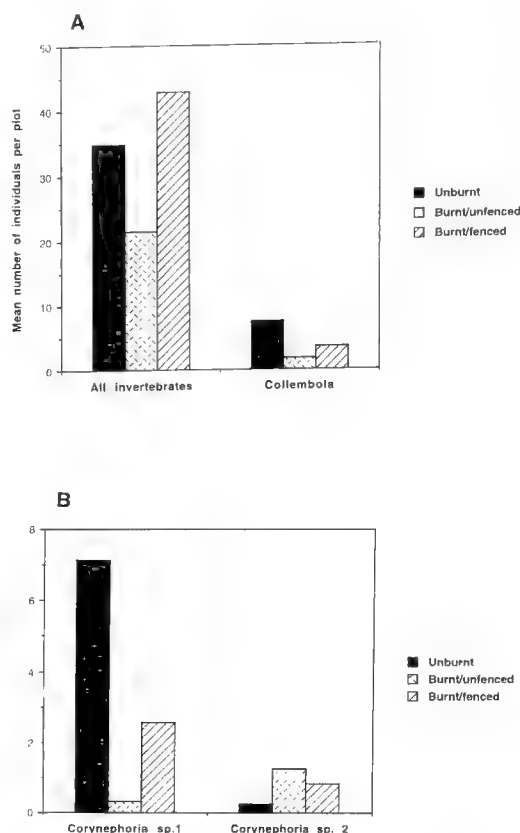 A
50
40
30
20
10
0
Mean number of individuals per plot
All invertebrates Collembola
Unburnt
Burnt/unfenced
Burnt/fenced
B
8
6
4
2
0
Corynephoria sp.1 Corynephoria sp. 2
Unburnt
Burnt/unfenced
Burnt/fenced